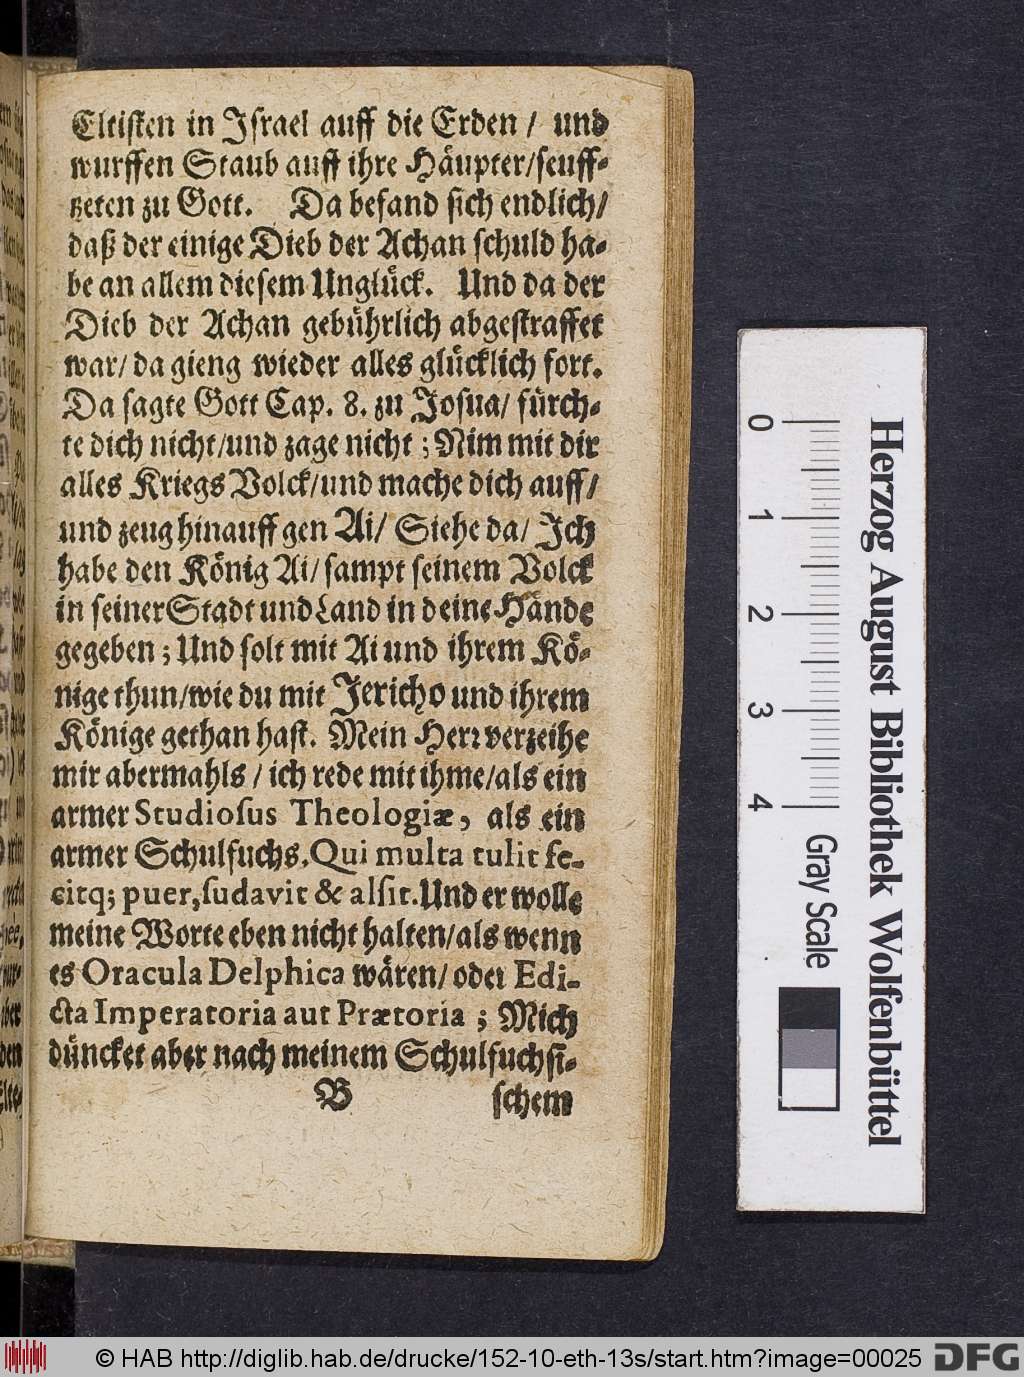 Eltisten in Israel auff die Erden / und
wurffen Staub auff ihre Häupter/seuff-
tzeten zu Gott. Da befand sich endlich/
daß der einige Dieb der Achan schuld ha-
be an allem diesem Unglück. Und da der
Dieb der Achan gebührlich abgestraffet
war/ da gieng wieder alles glücklich fort.
Da sagte Gott Cap. 8. zu Josua/ fürch-
te dich nicht/und zage nicht ; Nim mit dir
alles Kriegs Volck/und mache dich auff/
und zeug hinauff gen Ai/ Siehe da/ Ich
habe den König Ai/ sampt seinem Volck
in seiner Stadt und Land in deine Hände
gegeben ; Und solt mit Ai und ihrem Kö-
nige thun/wie du mit Jericho und ihrem
Könige gethan hast. Mein Herr verzeihe
mir abermahls / ich rede mit ihme/als ein
armer Studiosus Theologiæ, als ein
armer Schulfuchs. Qui multa tulit fe-
citq; puer, sudavit & alsit. Und er wolle
meine Worte eben nicht halten/als wenn
es Oracula Delphica wären/ oder Edi-
cta Imperatoria aut Prætoria ; Mich
düncket aber nach meinem Schulfuchsi-
B schem
Herzog August Bibliothek Wolfenbüttel
0 1 2 3 4
Gray Scale
© HAB http://diglib.hab.de/drucke/152-10-eth-13s/start.htm?image=00025
DFG